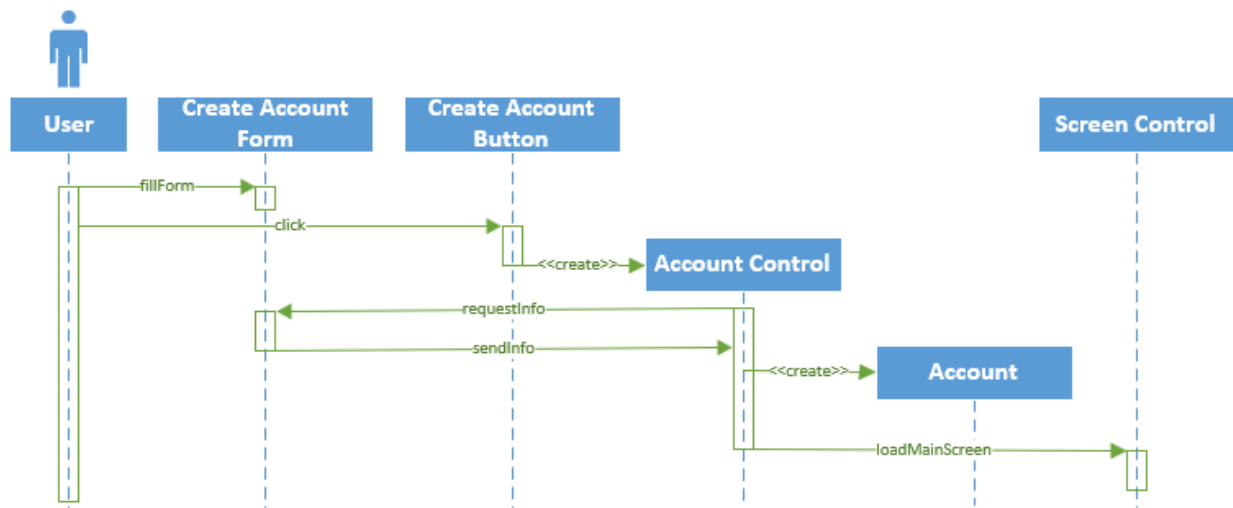 User
Create Account
Form
Create Account
Button
Screen Control
fillForm
click
<<create>>
Account Control
requestInfo
sendInfo
<<create>>
Account
loadMainScreen